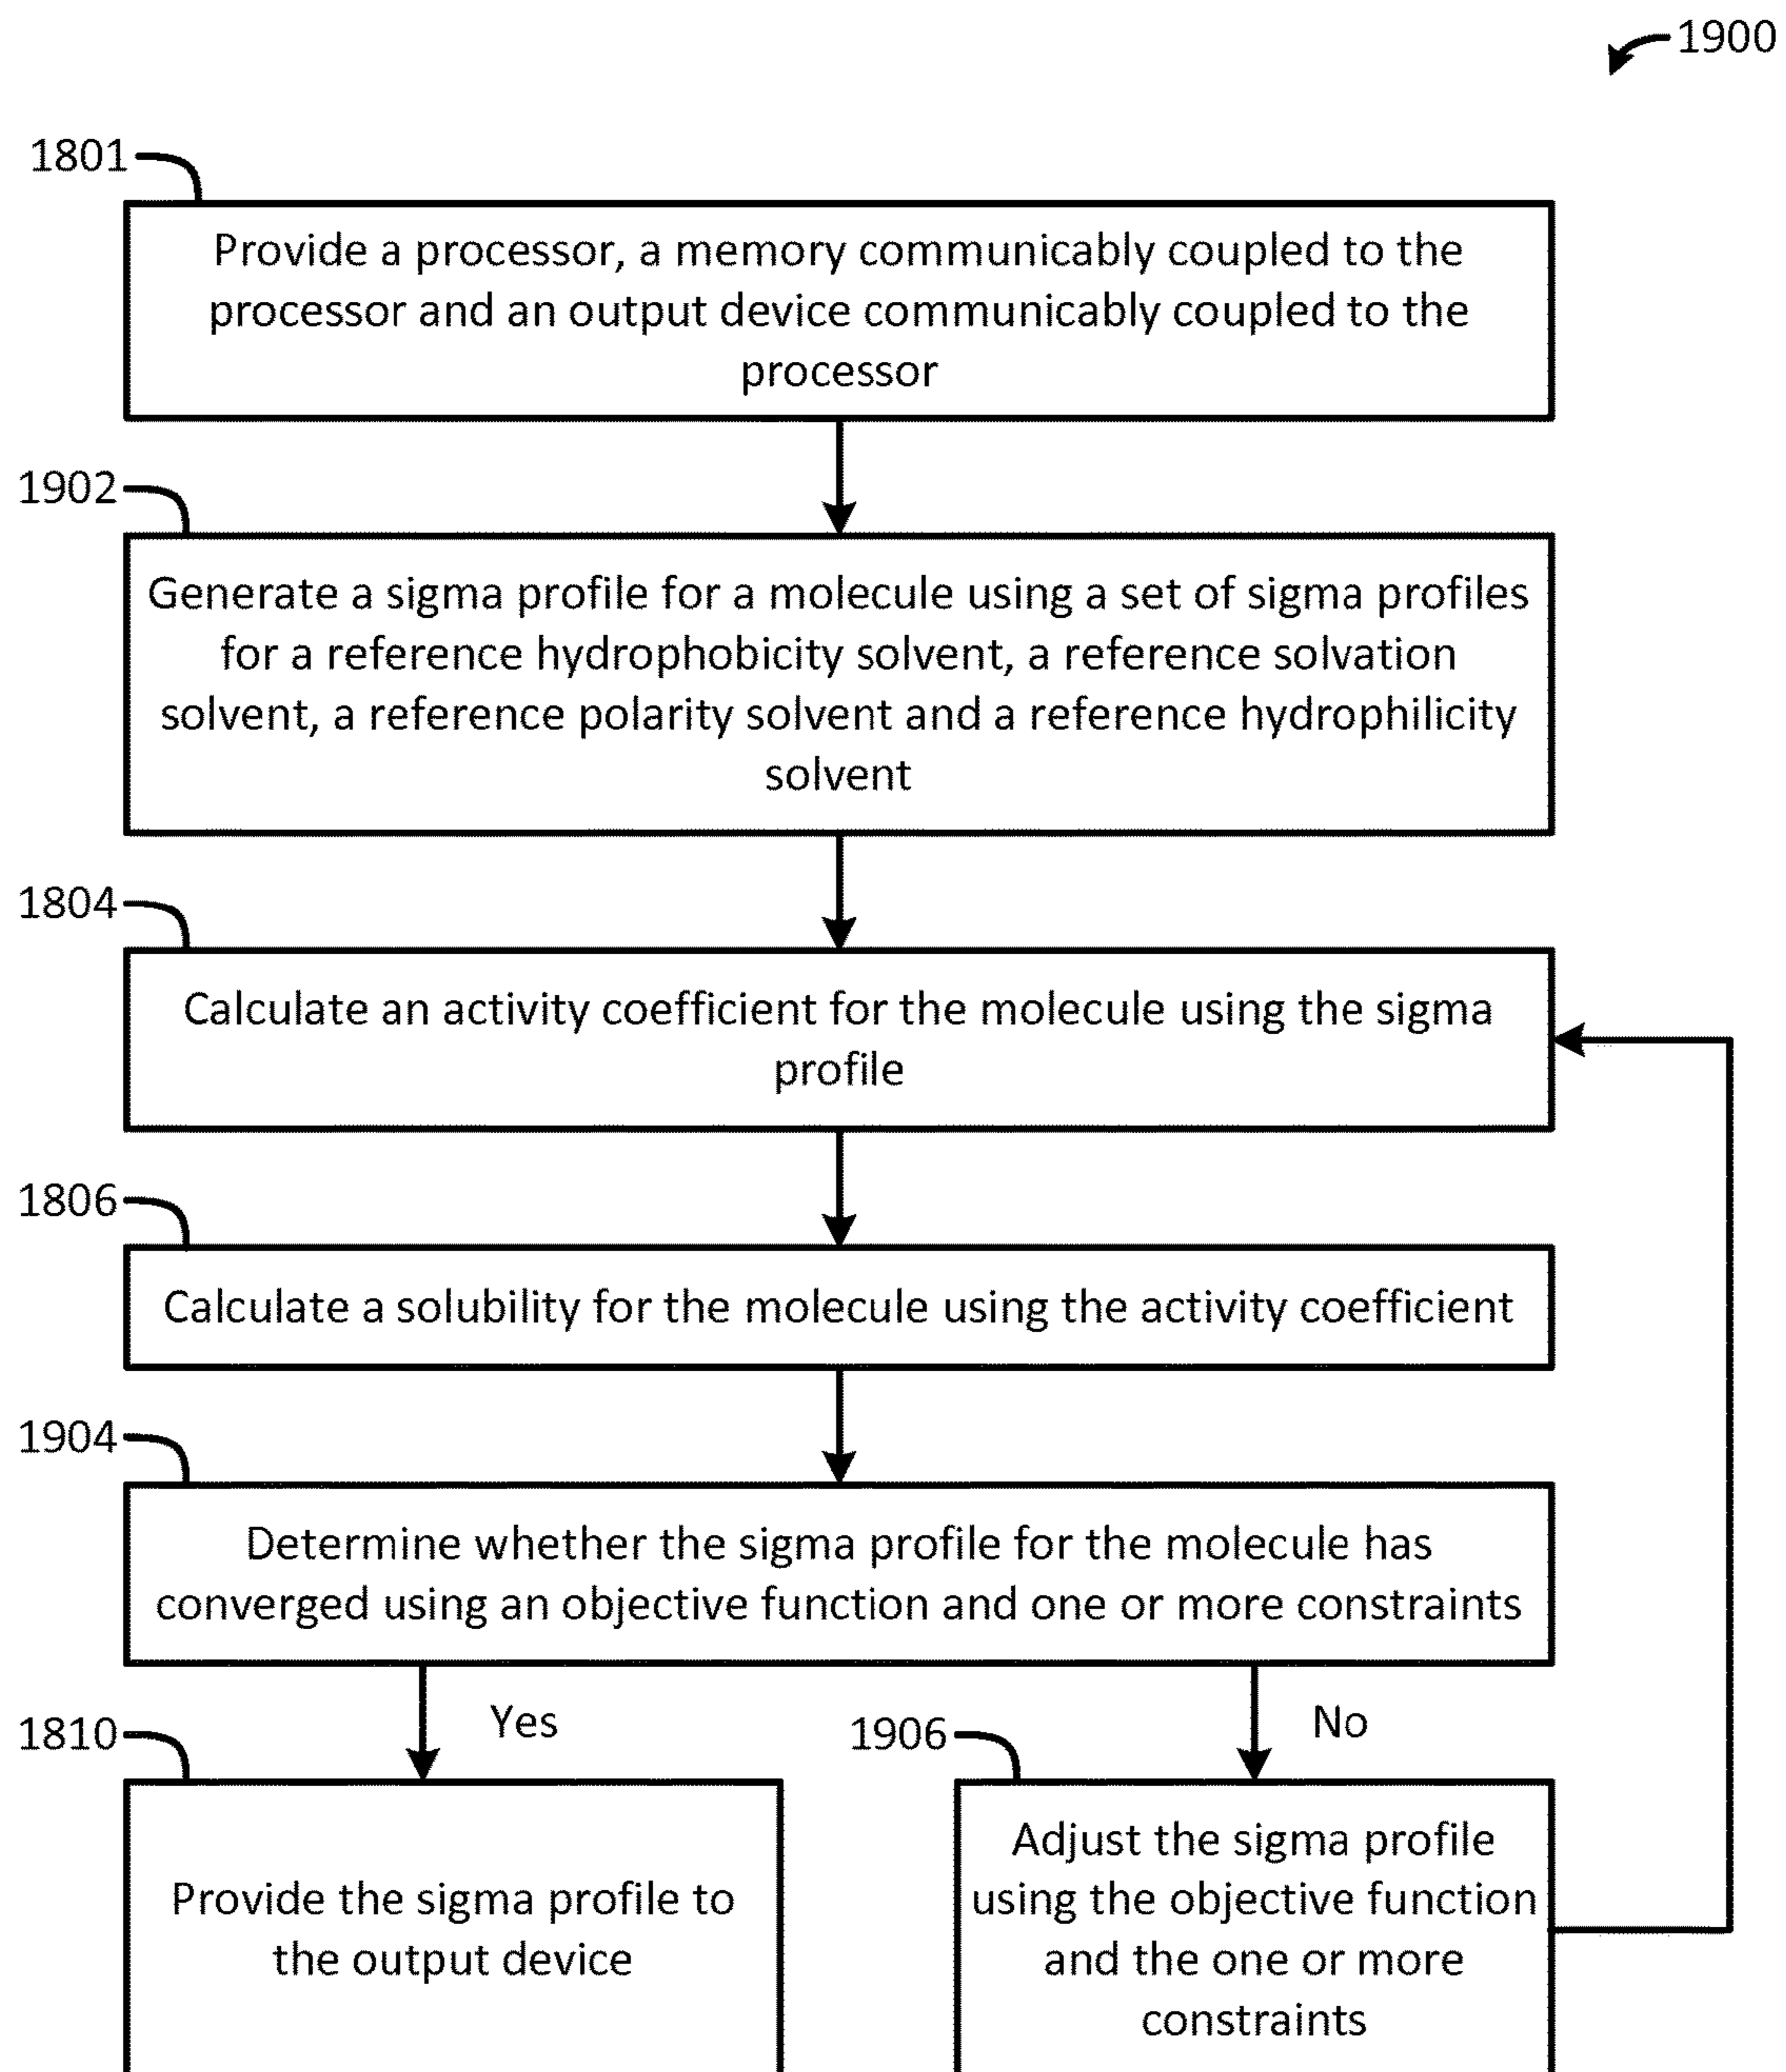 1900
1801
Provide a processor, a memory communicably coupled to the
processor and an output device communicably coupled to the
processor
1902
Generate a sigma profile for a molecule using a set of sigma profiles
for a reference hydrophobicity solvent, a reference solvation
solvent, a reference polarity solvent and a reference hydrophilicity
solvent
1804
Calculate an activity coefficient for the molecule using the sigma
profile
1806
Calculate a solubility for the molecule using the activity coefficient
1904
Determine whether the sigma profile for the molecule has
converged using an objective function and one or more constraints
Yes
No
1810
Provide the sigma profile to
the output device
1906
Adjust the sigma profile
using the objective function
and the one or more
constraints